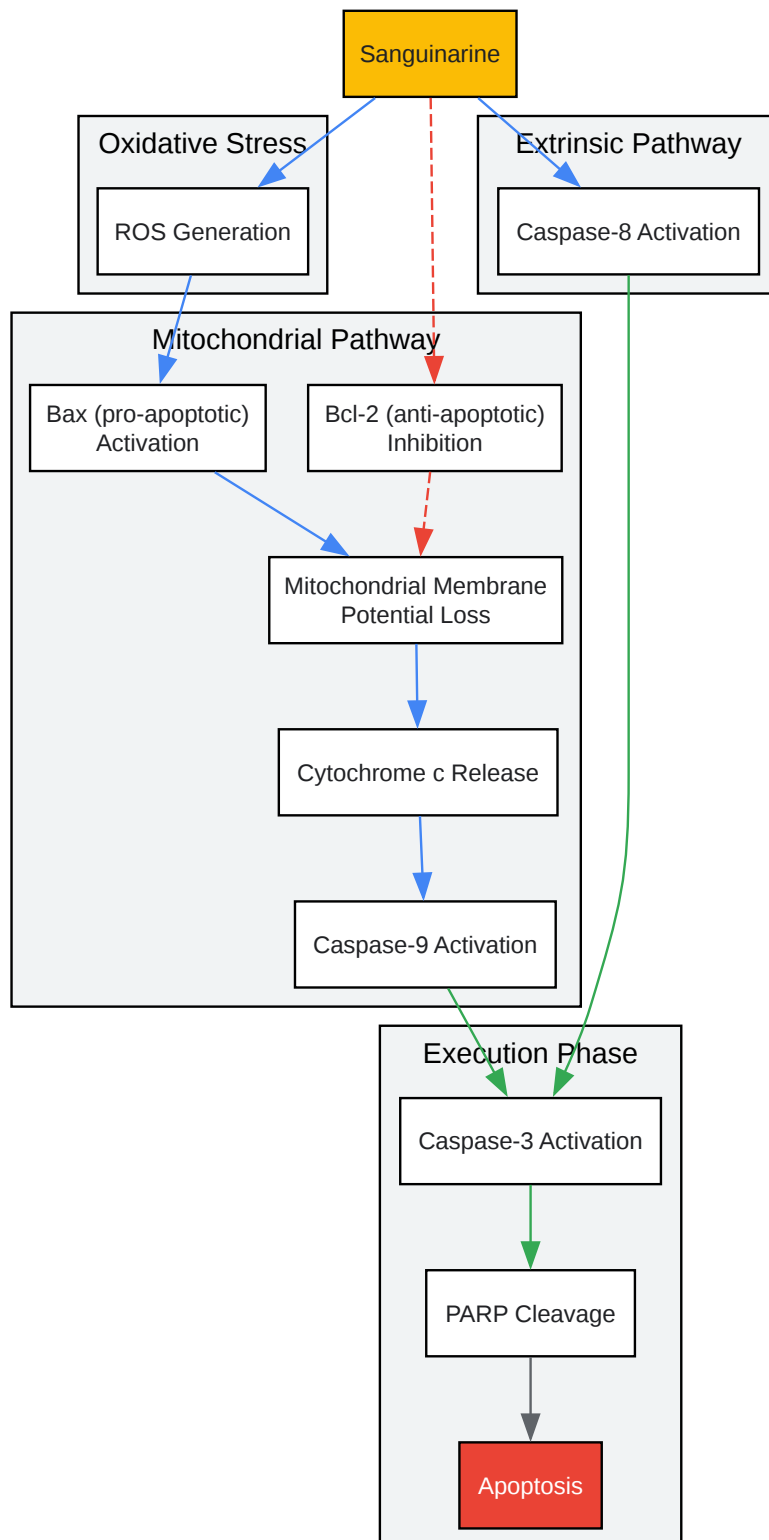 Sanguinarine
Oxidative Stress
Extrinsic Pathway
ROS Generation
Caspase-8 Activation
Mitochondrial Pathway
Bax (pro-apoptotic)
Activation
Bcl-2 (anti-apoptotic)
Inhibition
Mitochondrial Membrane
Potential Loss
Cytochrome c Release
Caspase-9 Activation
Execution Phase
Caspase-3 Activation
PARP Cleavage
Apoptosis